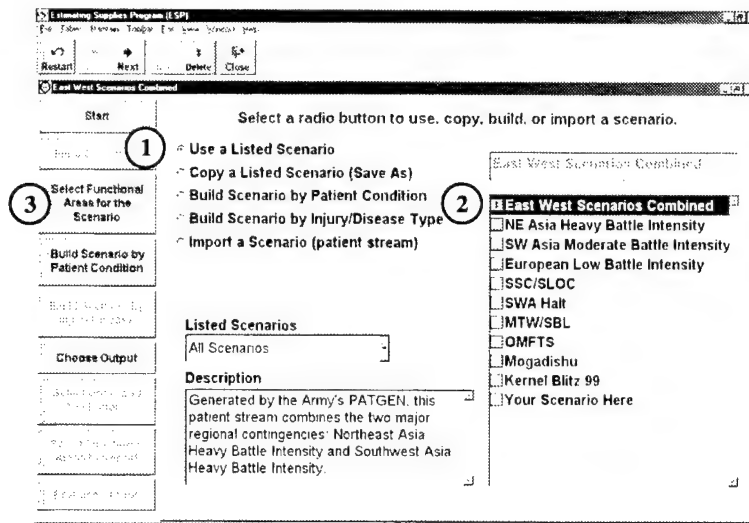 Estimating Supplies Program (ESP)
Restart
Next
Delete
Close
East West Scenarios Combined
Start
Select a radio button to use, copy, build, or import a scenario.
1
Use a Listed Scenario
Copy a Listed Scenario (Save As)
Build Scenario by Patient Condition
Build Scenario by Injury/Disease Type
Import a Scenario (patient stream)
3
Select Functional
Areas for the
Scenario
Build Scenario by
Patient Condition
Choose Output
Listed Scenarios
All Scenarios
Description
Generated by the Army's PATGEN, this
patient stream combines the two major
regional contingencies: Northeast Asia
Heavy Battle Intensity and Southwest Asia
Heavy Battle Intensity.
East West Scenarios Combined
2
East West Scenarios Combined
NE Asia Heavy Battle Intensity
SW Asia Moderate Battle Intensity
European Low Battle Intensity
SSC/SLOC
SWA Halt
MTW/SBL
OMFTS
Mogadishu
Kernel Blitz 99
Your Scenario Here